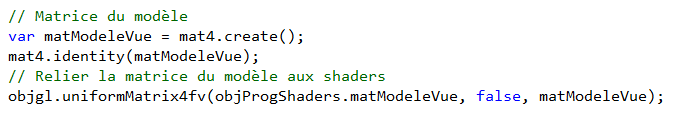 // Matrice du modèle
var matModeleVue = mat4.create();
mat4.identity(matModeleVue);
// Relier la matrice du modèle aux shaders
objgl.uniformMatrix4fv(objProgShaders.matModeleVue, false, matModeleVue);